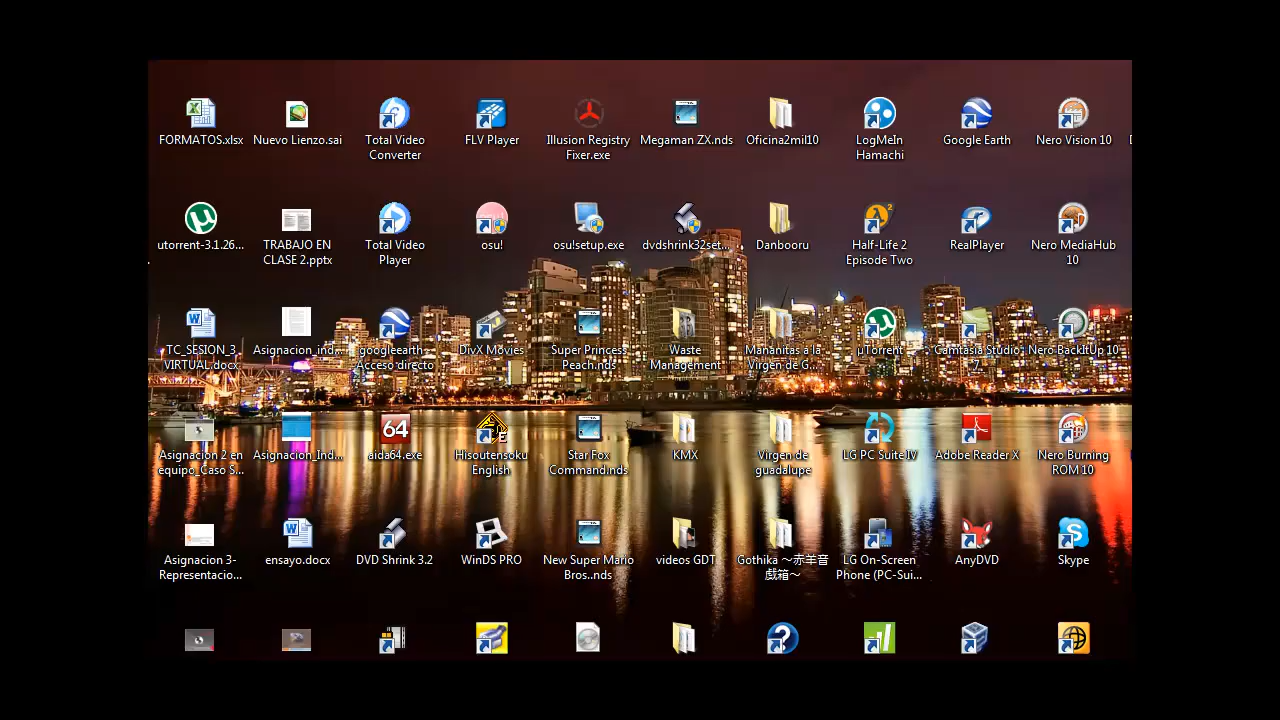 FORMATOS.xlsx
Nuevo Lienzo.sai
Total Video
Converter
FLV Player
Illusion Registry
Fixer.exe
Megaman ZX.nds
Oficina2mil10
LogMeIn
Hamachi
Google Earth
Nero Vision 10
utorrent-3.1.26...
TRABAJO EN
CLASE 2.pptx
Total Video
Player
osu!
osu!setup.exe
dvdshrink32set...
Danbooru
Half-Life 2
Episode Two
RealPlayer
Nero MediaHub
10
TC_SESION_3
VIRTUAL.docx
Asignacion_ind...
googleearth -
Acceso directo
DivX Movies
Super Princess
Peach.nds
Waste
Management
Mananitas a la
Virgen de G...
µTorrent
Camtasia Studio
7
Nero BackItUp 10
Asignacion 2 en
equipo_Caso S...
Asignacion_Ind...
64
aida64.exe
Hisoutensoku
English
Star Fox
Command.nds
KMX
Virgen de
guadalupe
LG PC Suite IV
Adobe Reader X
Nero Burning
ROM 10
Asignacion 3-
Representacio...
ensayo.docx
DVD Shrink 3.2
WinDS PRO
New Super Mario
Bros..nds
videos GDT
Gothika ～赤羊音
戯箱～
LG On-Screen
Phone (PC-Sui...
AnyDVD
Skype